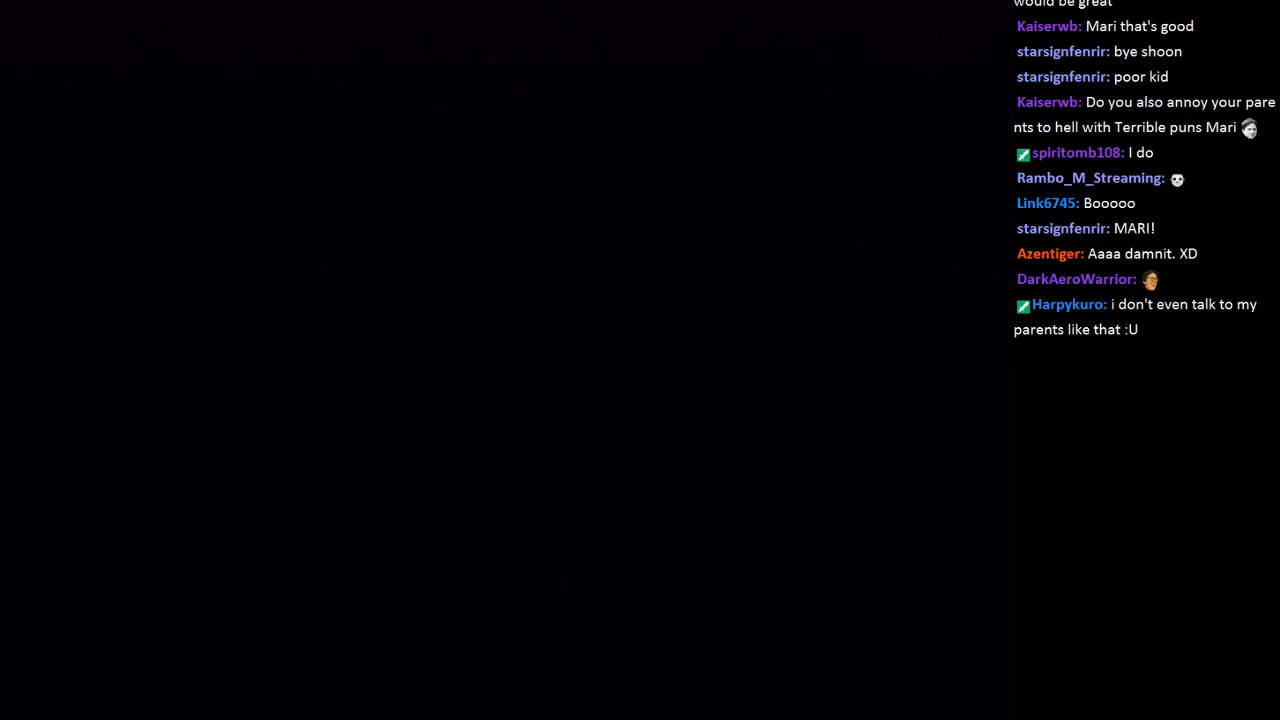 would be great
Kaiserwb: Mari that's good
starsignfenrir: bye shoon
starsignfenrir: poor kid
Kaiserwb: Do you also annoy your pare
nts to hell with Terrible puns Mari
spiritomb108: I do
Rambo_M_Streaming:
Link6745: Booooo
starsignfenrir: MARI!
Azentiger: Aaaa damnit. XD
DarkAeroWarrior:
Harpykuro: i don't even talk to my
parents like that :U